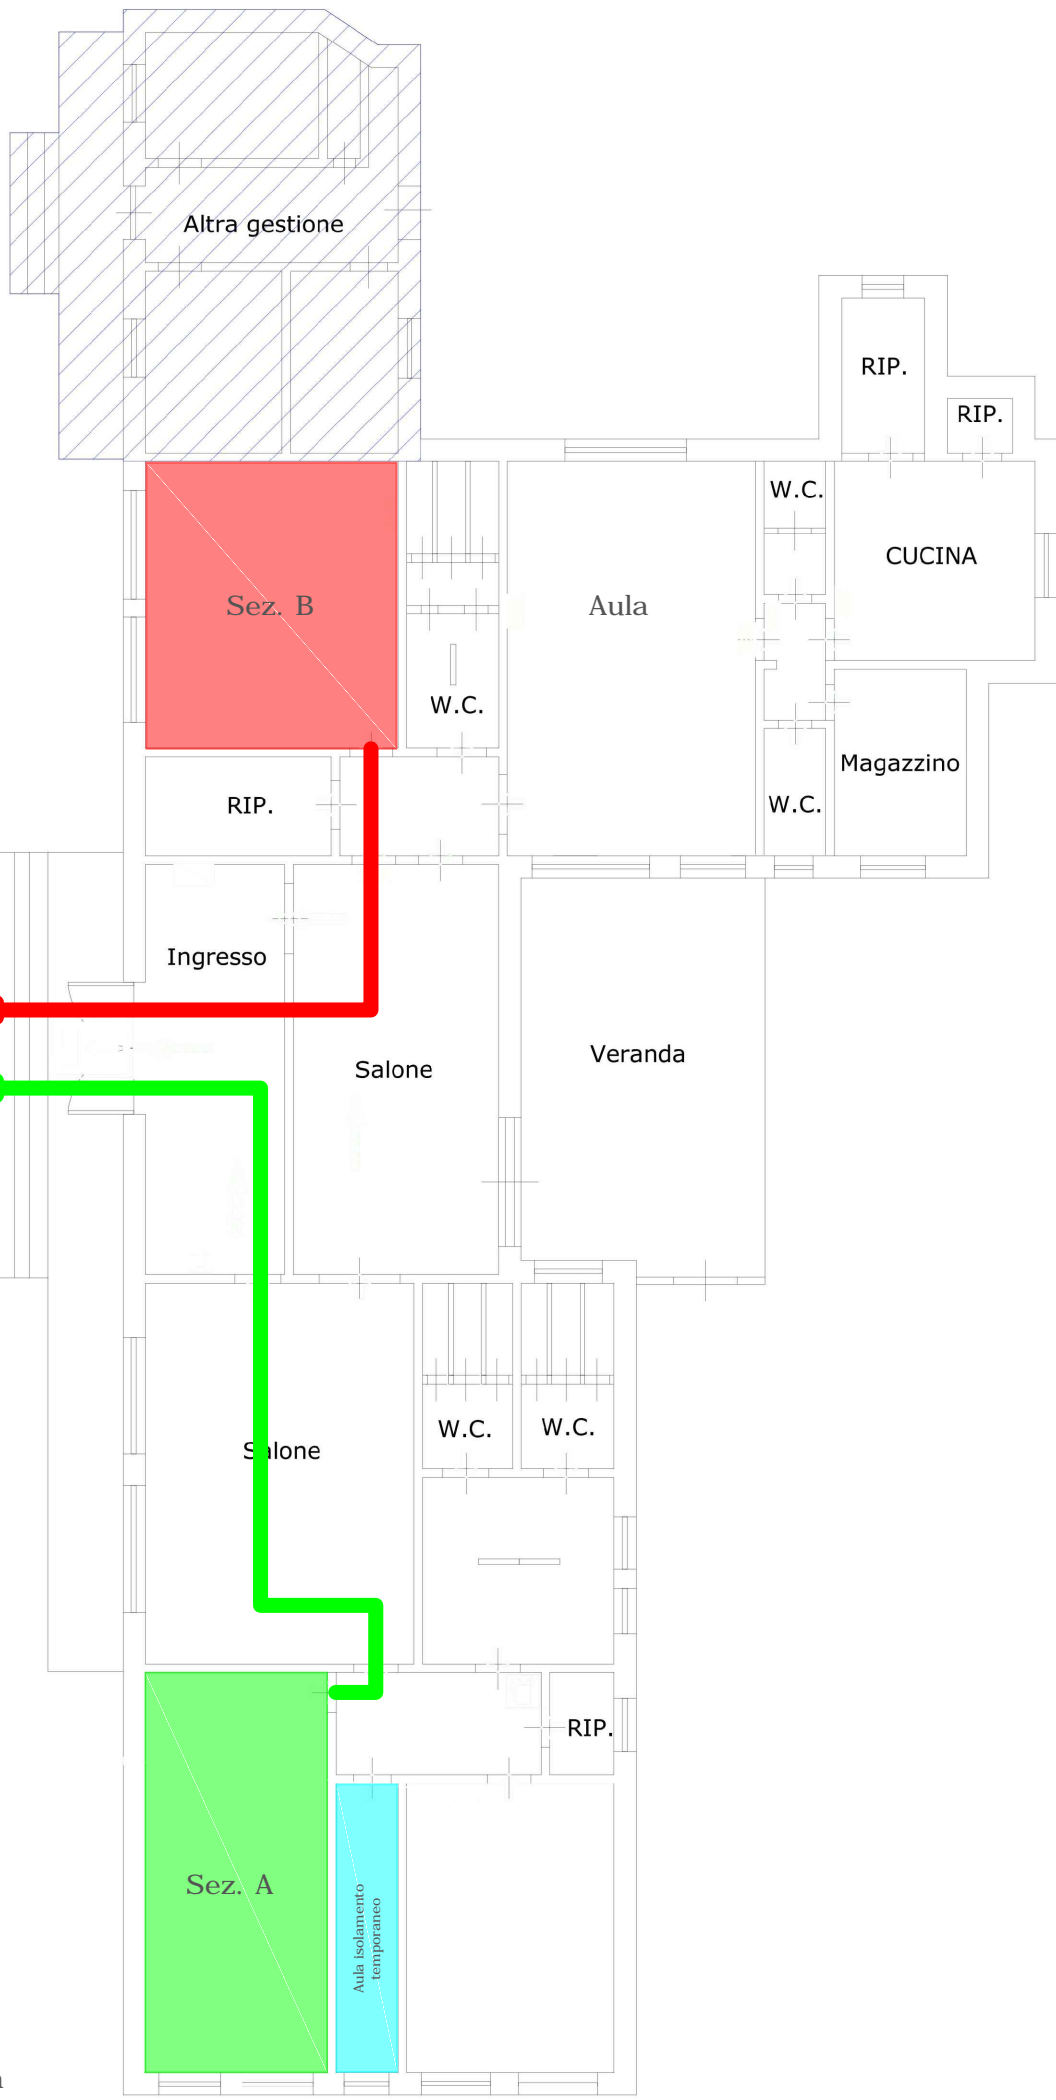 Altra gestione
RIP.
RIP.
W.C.
CUCINA
Sez. B
Aula
W.C.
Magazzino
RIP.
W.C.
Ingresso
Salone
Veranda
Salone
W.C.
W.C.
RIP.
Sez. A
Aula isolamento
temporaneo